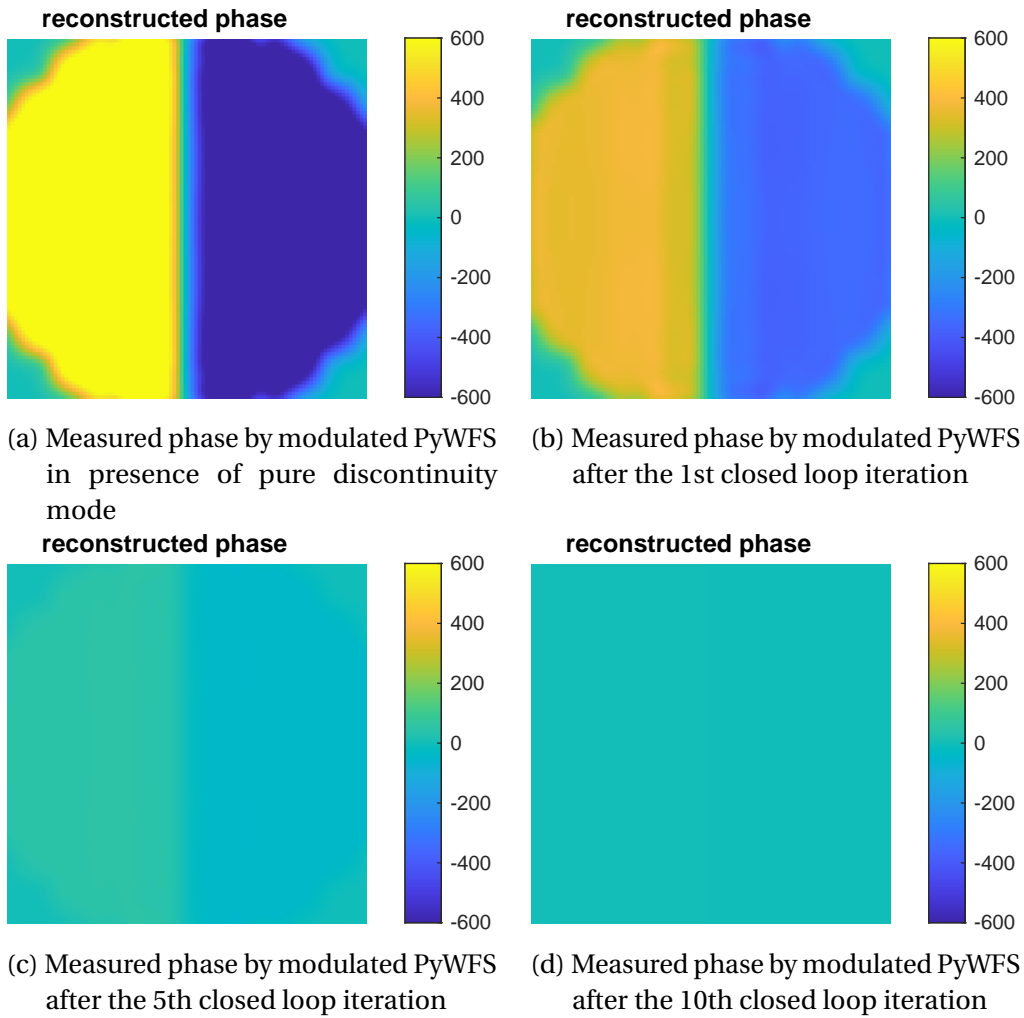 reconstructed phase
600
400
200
0
-200
-400
-600
(a) Measured phase by modulated PyWFS
in presence of pure discontinuity
mode
reconstructed phase
600
400
200
0
-200
-400
-600
(b) Measured phase by modulated PyWFS
after the 1st closed loop iteration
reconstructed phase
600
400
200
0
-200
-400
-600
(c) Measured phase by modulated PyWFS
after the 5th closed loop iteration
reconstructed phase
600
400
200
0
-200
-400
-600
(d) Measured phase by modulated PyWFS
after the 10th closed loop iteration